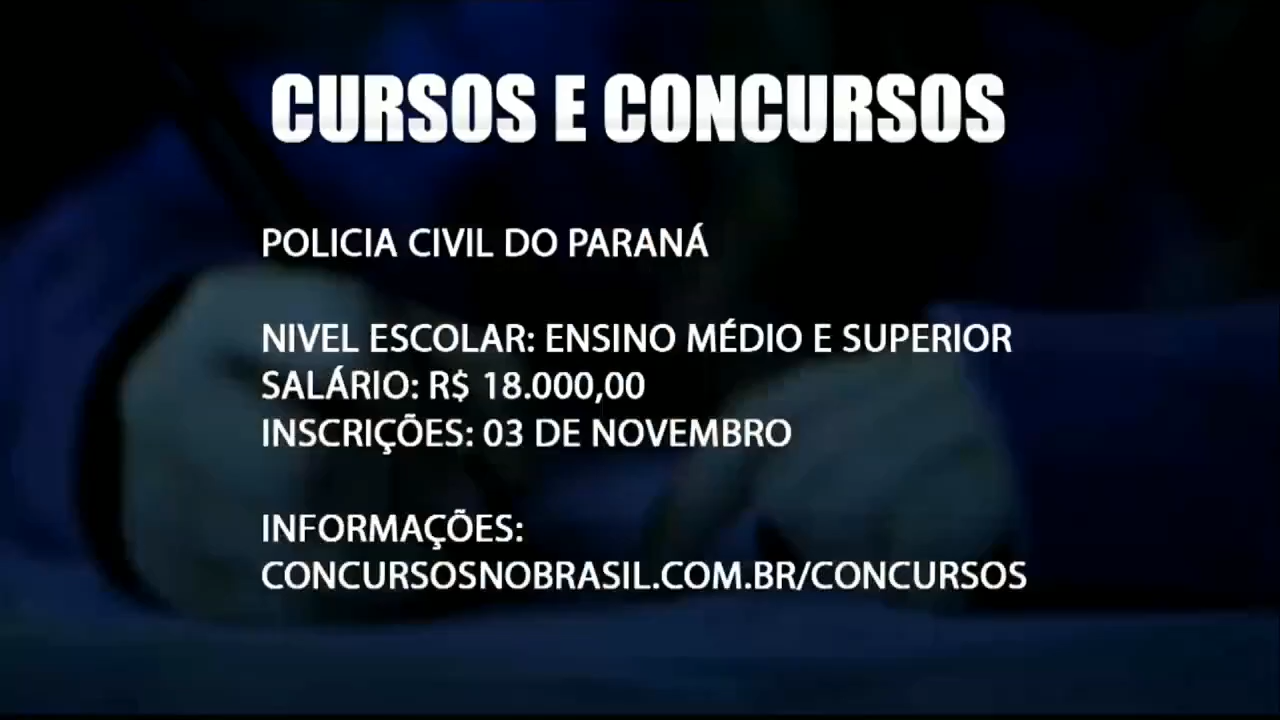 CURSOS E CONCURSOS
POLICIA CIVIL DO PARANÁ
NIVEL ESCOLAR: ENSINO MÉDIO E SUPERIOR
SALÁRIO: R$ 18.000,00
INSCRIÇÕES: 03 DE NOVEMBRO
INFORMAÇÕES:
CONCURSOSNOBRASIL.COM.BR/CONCURSOS